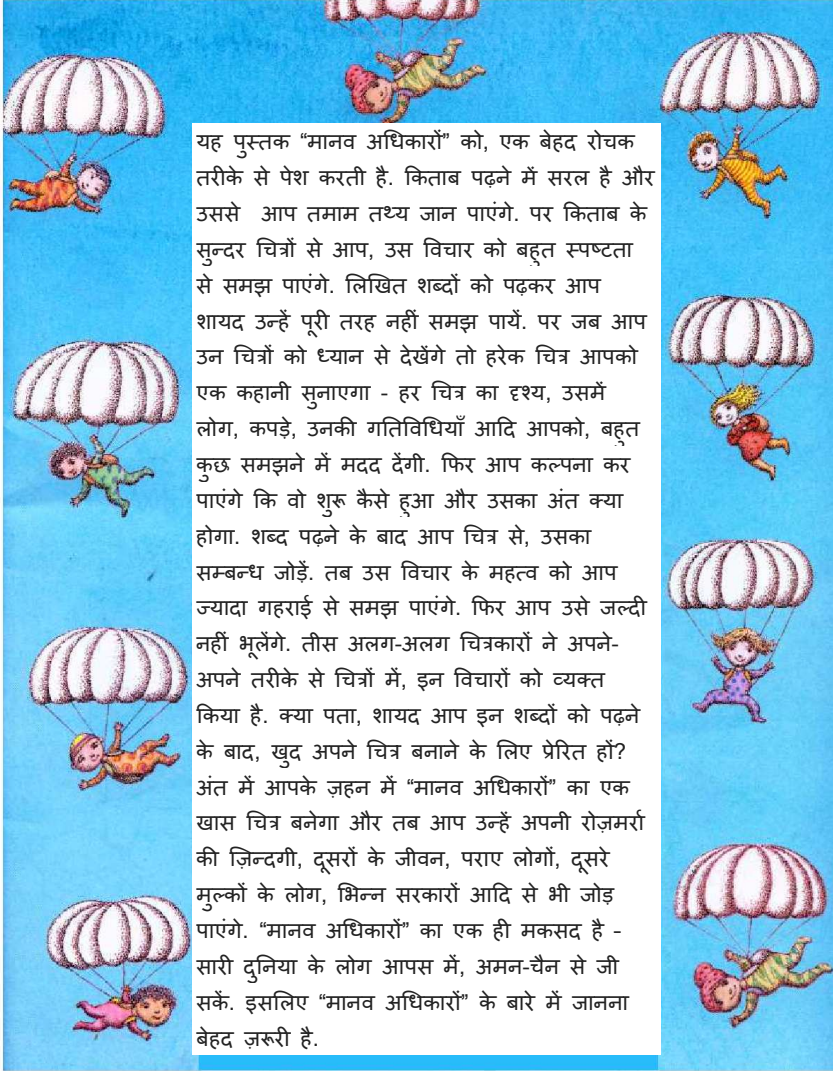 यह पुस्तक “मानव अधिकारों” को, एक बेहद रोचक
तरीके से पेश करती है. किताब पढ़ने में सरल है और
उससे आप तमाम तथ्य जान पाएंगे. पर किताब के
सुन्दर चित्रों से आप, उस विचार को बहुत स्पष्टता
से समझ पाएंगे. लिखित शब्दों को पढ़कर आप
शायद उन्हें पूरी तरह नहीं समझ पायें. पर जब आप
उन चित्रों को ध्यान से देखेंगे तो हरेक चित्र आपको
एक कहानी सुनाएगा - हर चित्र का दृश्य, उसमें
लोग, कपड़े, उनकी गतिविधियाँ आदि आपको, बहुत
कुछ समझने में मदद देंगी. फिर आप कल्पना कर
पाएंगे कि वो शुरू कैसे हुआ और उसका अंत क्या
होगा. शब्द पढ़ने के बाद आप चित्र से, उसका
सम्बन्ध जोड़ें. तब उस विचार के महत्व को आप
ज्यादा गहराई से समझ पाएंगे. फिर आप उसे जल्दी
नहीं भूलेंगे. तीस अलग-अलग चित्रकारों ने अपने-
अपने तरीके से चित्रों में, इन विचारों को व्यक्त
किया है. क्या पता, शायद आप इन शब्दों को पढ़ने
के बाद, खुद अपने चित्र बनाने के लिए प्रेरित हों?
अंत में आपके ज़हन में “मानव अधिकारों” का एक
खास चित्र बनेगा और तब आप उन्हें अपनी रोज़मर्रा
की ज़िन्दगी, दूसरों के जीवन, पराए लोगों, दूसरे
मुल्कों के लोग, भिन्न सरकारों आदि से भी जोड़
पाएंगे. “मानव अधिकारों” का एक ही मकसद है –
सारी दुनिया के लोग आपस में, अमन-चैन से जी
सकें. इसलिए “मानव अधिकारों” के बारे में जानना
बेहद ज़रूरी है.